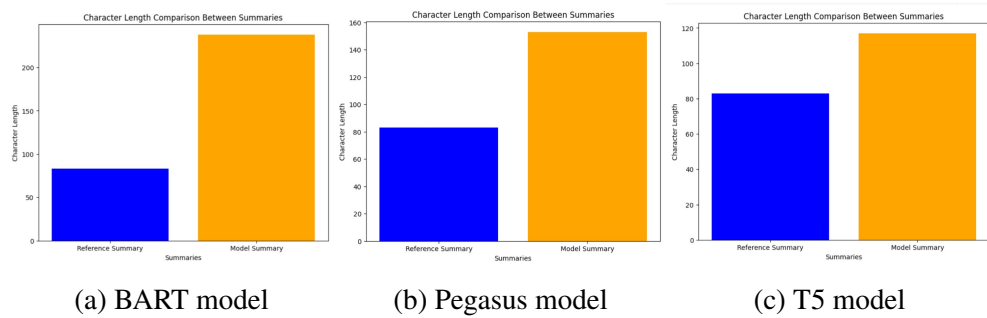 Character Length Comparison Between Summaries
200
150
100
50
0
Character Length
Reference Summary
Model Summary
Summaries
(a) BART model
Character Length Comparison Between Summaries
160
140
120
100
80
60
40
20
0
Character Length
Reference Summary
Model Summary
Summaries
(b) Pegasus model
Character Length Comparison Between Summaries
120
100
80
60
40
20
0
Character Length
Reference Summary
Model Summary
Summaries
(c) T5 model